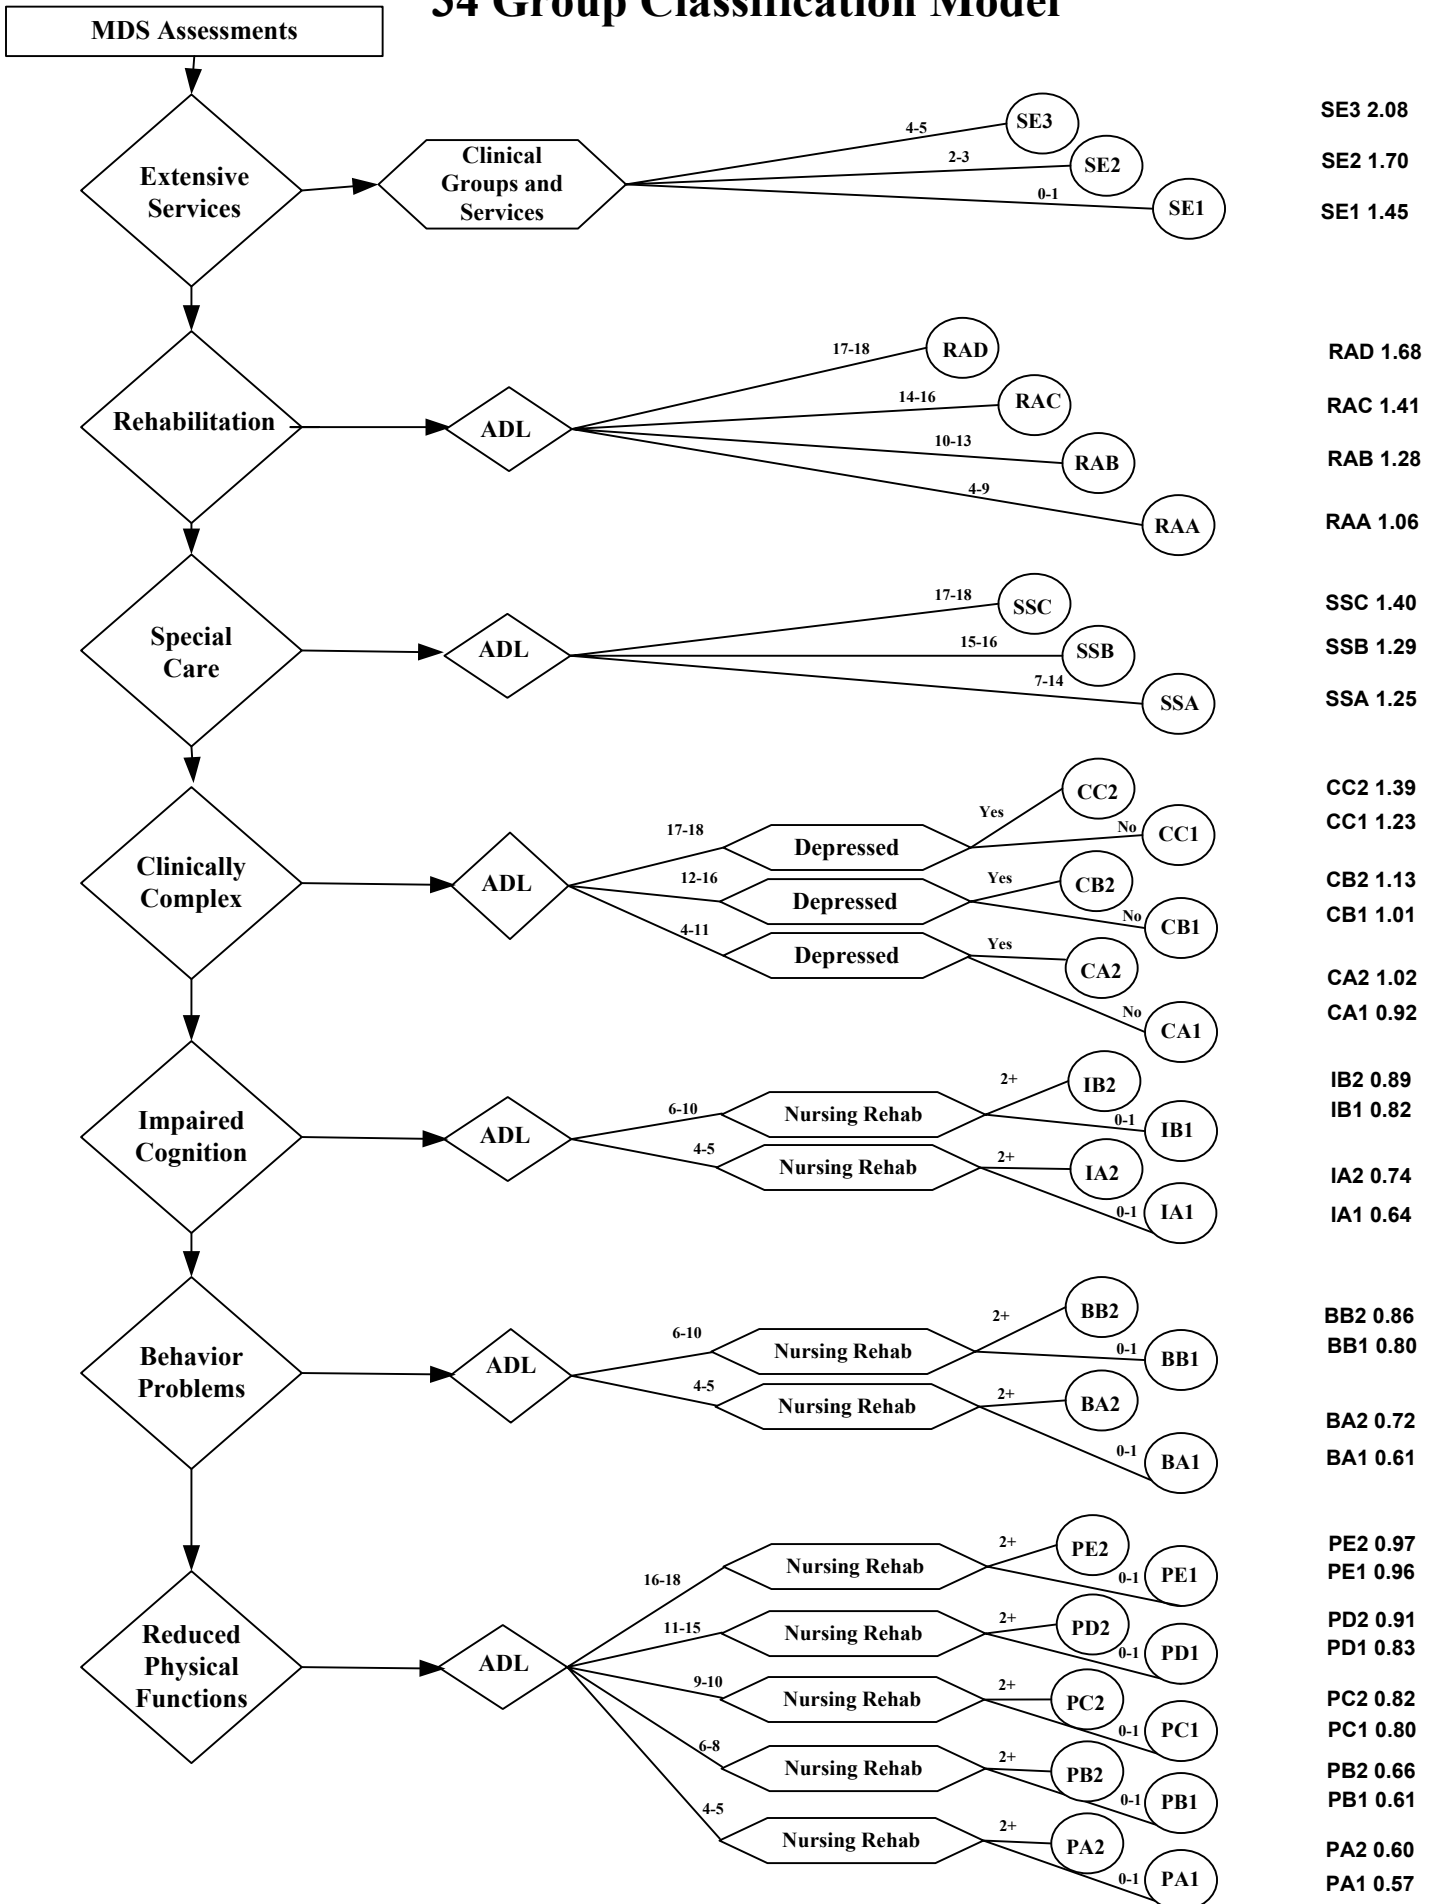 34 Group Classification Model
MDS Assessments
Extensive
Services
Clinical
Groups and
Services
4-5
SE3
2-3
SE2
0-1
SE1
SE3 2.08
SE2 1.70
SE1 1.45
Rehabilitation
ADL
17-18
RAD
14-16
RAC
10-13
RAB
4-9
RAA
RAD 1.68
RAC 1.41
RAB 1.28
RAA 1.06
Special
Care
ADL
17-18
SSC
15-16
SSB
7-14
SSA
SSC 1.40
SSB 1.29
SSA 1.25
Clinically
Complex
ADL
17-18
Depressed
Yes
CC2
No
CC1
12-16
Depressed
Yes
CB2
No
CB1
4-11
Depressed
Yes
CA2
No
CA1
CC2 1.39
CC1 1.23
CB2 1.13
CB1 1.01
CA2 1.02
CA1 0.92
Impaired
Cognition
ADL
6-10
Nursing Rehab
2+
IB2
0-1
IB1
4-5
Nursing Rehab
2+
IA2
0-1
IA1
IB2 0.89
IB1 0.82
IA2 0.74
IA1 0.64
Behavior
Problems
ADL
6-10
Nursing Rehab
2+
BB2
0-1
BB1
4-5
Nursing Rehab
2+
BA2
0-1
BA1
BB2 0.86
BB1 0.80
BA2 0.72
BA1 0.61
Reduced
Physical
Functions
ADL
16-18
Nursing Rehab
2+
PE2
0-1
PE1
11-15
Nursing Rehab
2+
PD2
0-1
PD1
9-10
Nursing Rehab
2+
PC2
0-1
PC1
6-8
Nursing Rehab
2+
PB2
0-1
PB1
4-5
Nursing Rehab
2+
PA2
0-1
PA1
PE2 0.97
PE1 0.96
PD2 0.91
PD1 0.83
PC2 0.82
PC1 0.80
PB2 0.66
PB1 0.61
PA2 0.60
PA1 0.57